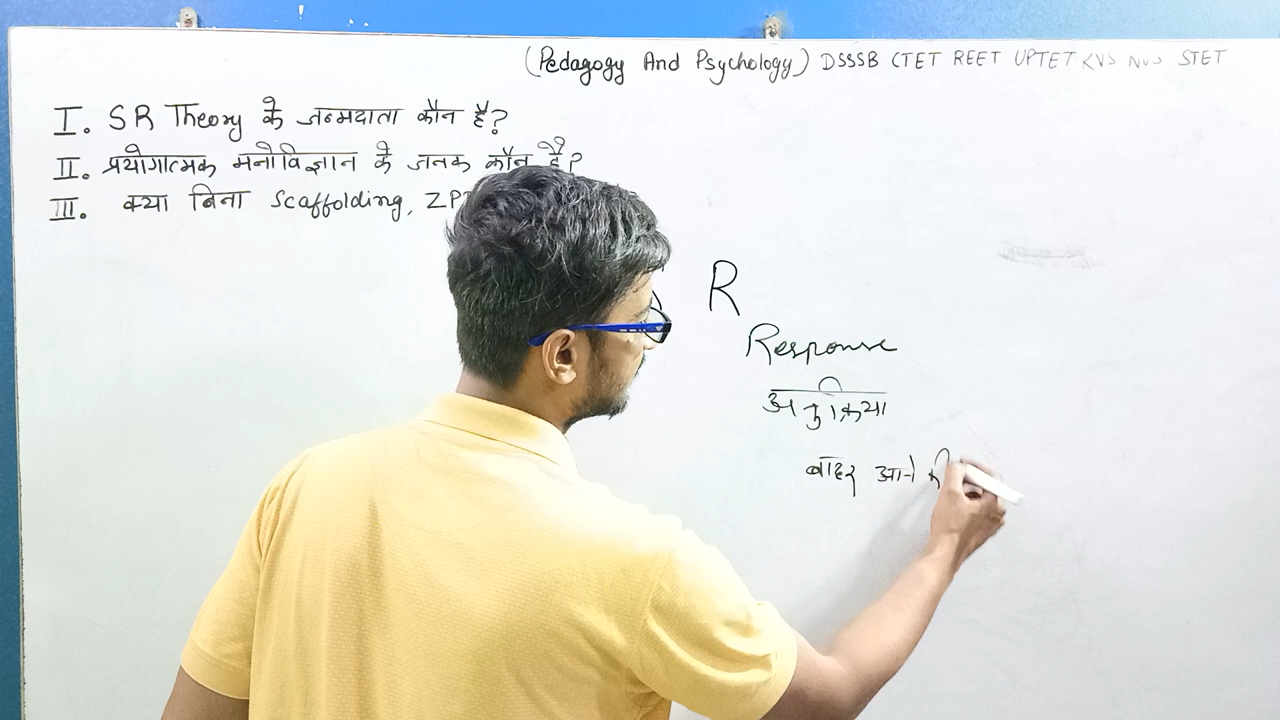 (Pedagogy And Psychology) DSSSB CTET REET UPTET KVS NVS STET
I. SR Theory के जन्मदाता कौन है?
II. प्रयोगात्मक मनोविज्ञान के जनक कौन है?
III. क्या बिना Scaffolding, ZP
R
Response
अनुक्रिया
बाहर आने